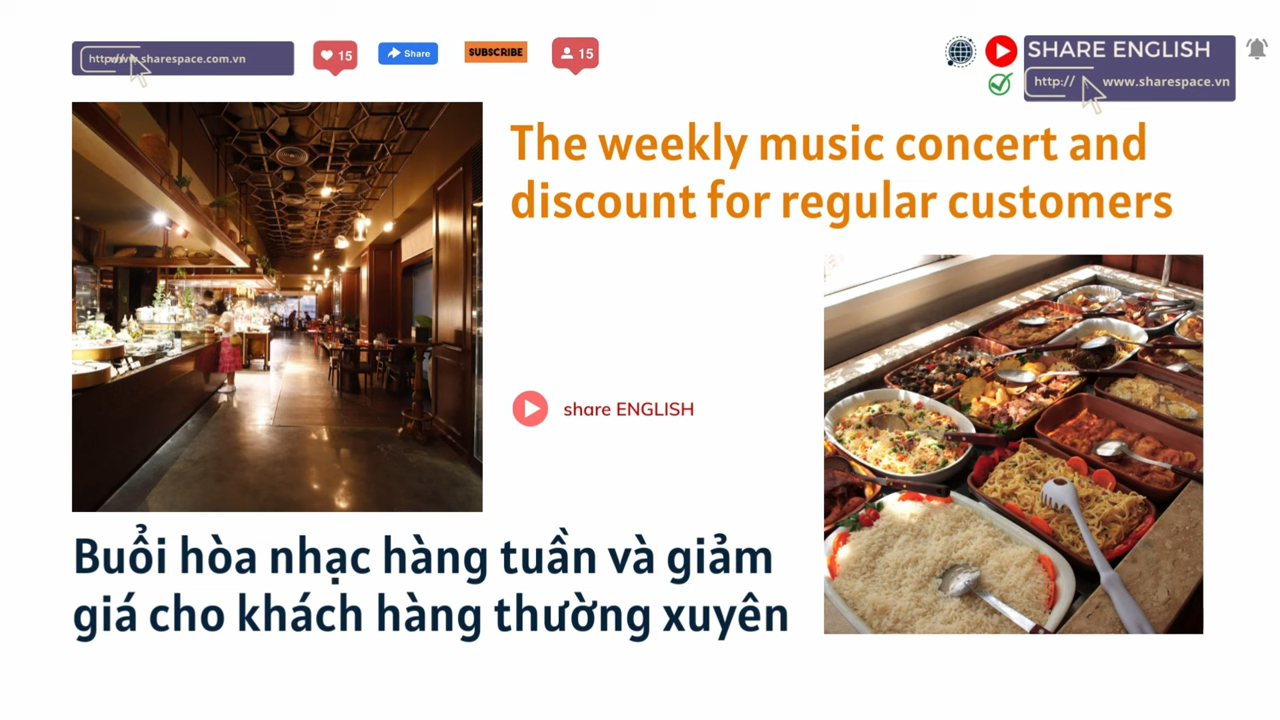 http:// www.sharespace.com.vn
15
Share
SUBSCRIBE
15
SHARE ENGLISH
http:// www.sharespace.vn
The weekly music concert and
discount for regular customers
share ENGLISH
Buổi hòa nhạc hàng tuần và giảm
giá cho khách hàng thường xuyên